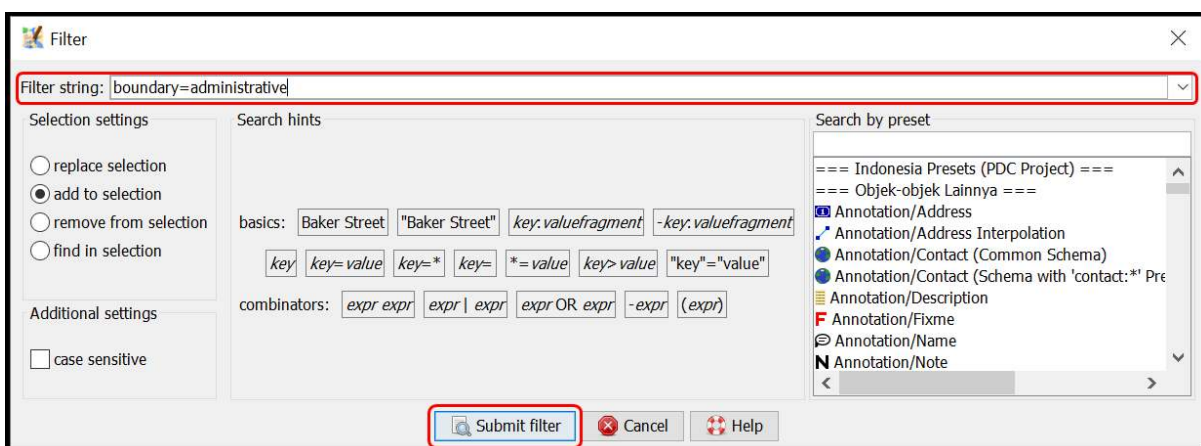 Filter
Filter string: boundary=administrative
Selection settings
replace selection
add to selection
remove from selection
find in selection
Additional settings
case sensitive
Search hints
basics: Baker Street "Baker Street" key:valuefragment -key:valuefragment
key key=value key=* key= *=value key>value "key"="value"
combinators: expr expr expr | expr expr OR expr -expr (expr)
Search by preset
=== Indonesia Presets (PDC Project) ===
=== Objek-objek Lainnya ===
Annotation/Address
Annotation/Address Interpolation
Annotation/Contact (Common Schema)
Annotation/Contact (Schema with 'contact:*' Pre
Annotation/Description
F Annotation/Fixme
Annotation/Name
N Annotation/Note
Submit filter Cancel Help